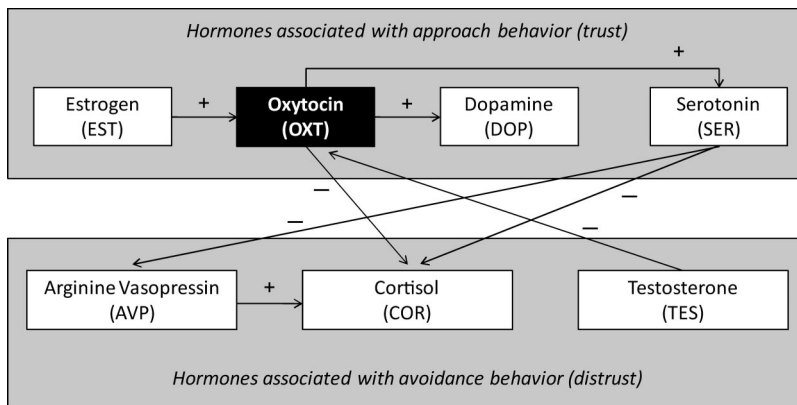 Hormones associated with approach behavior (trust)
+
Estrogen
(EST)
+
Oxytocin
(OXT)
+
Dopamine
(DOP)
Serotonin
(SER)
—
—
—
—
Arginine Vasopressin
(AVP)
+
Cortisol
(COR)
Testosterone
(TES)
Hormones associated with avoidance behavior (distrust)